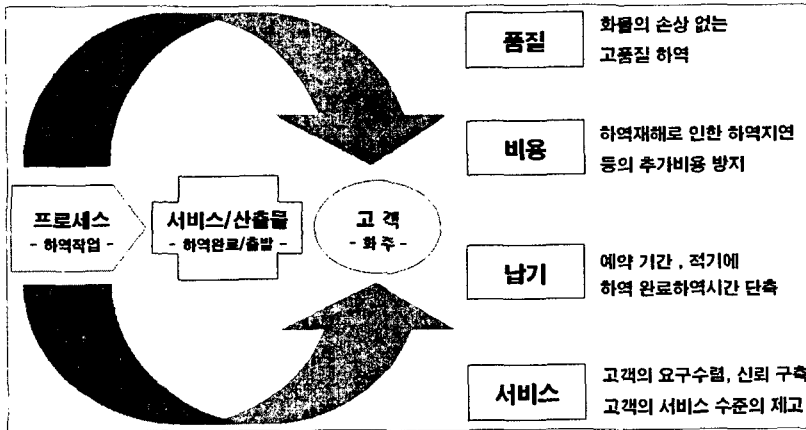 프로세스
- 하역작업 -
서비스/산출물
- 하역완료/출발 -
고 객
- 화 주 -
품질
화물의 손상 없는
고품질 하역
비용
하역재해로 인한 하역지연
등의 추가비용 방지
납기
예약 기간 , 적기에
하역 완료하역시간 단축
서비스
고객의 요구수렴, 신뢰 구축
고객의 서비스 수준의 제고